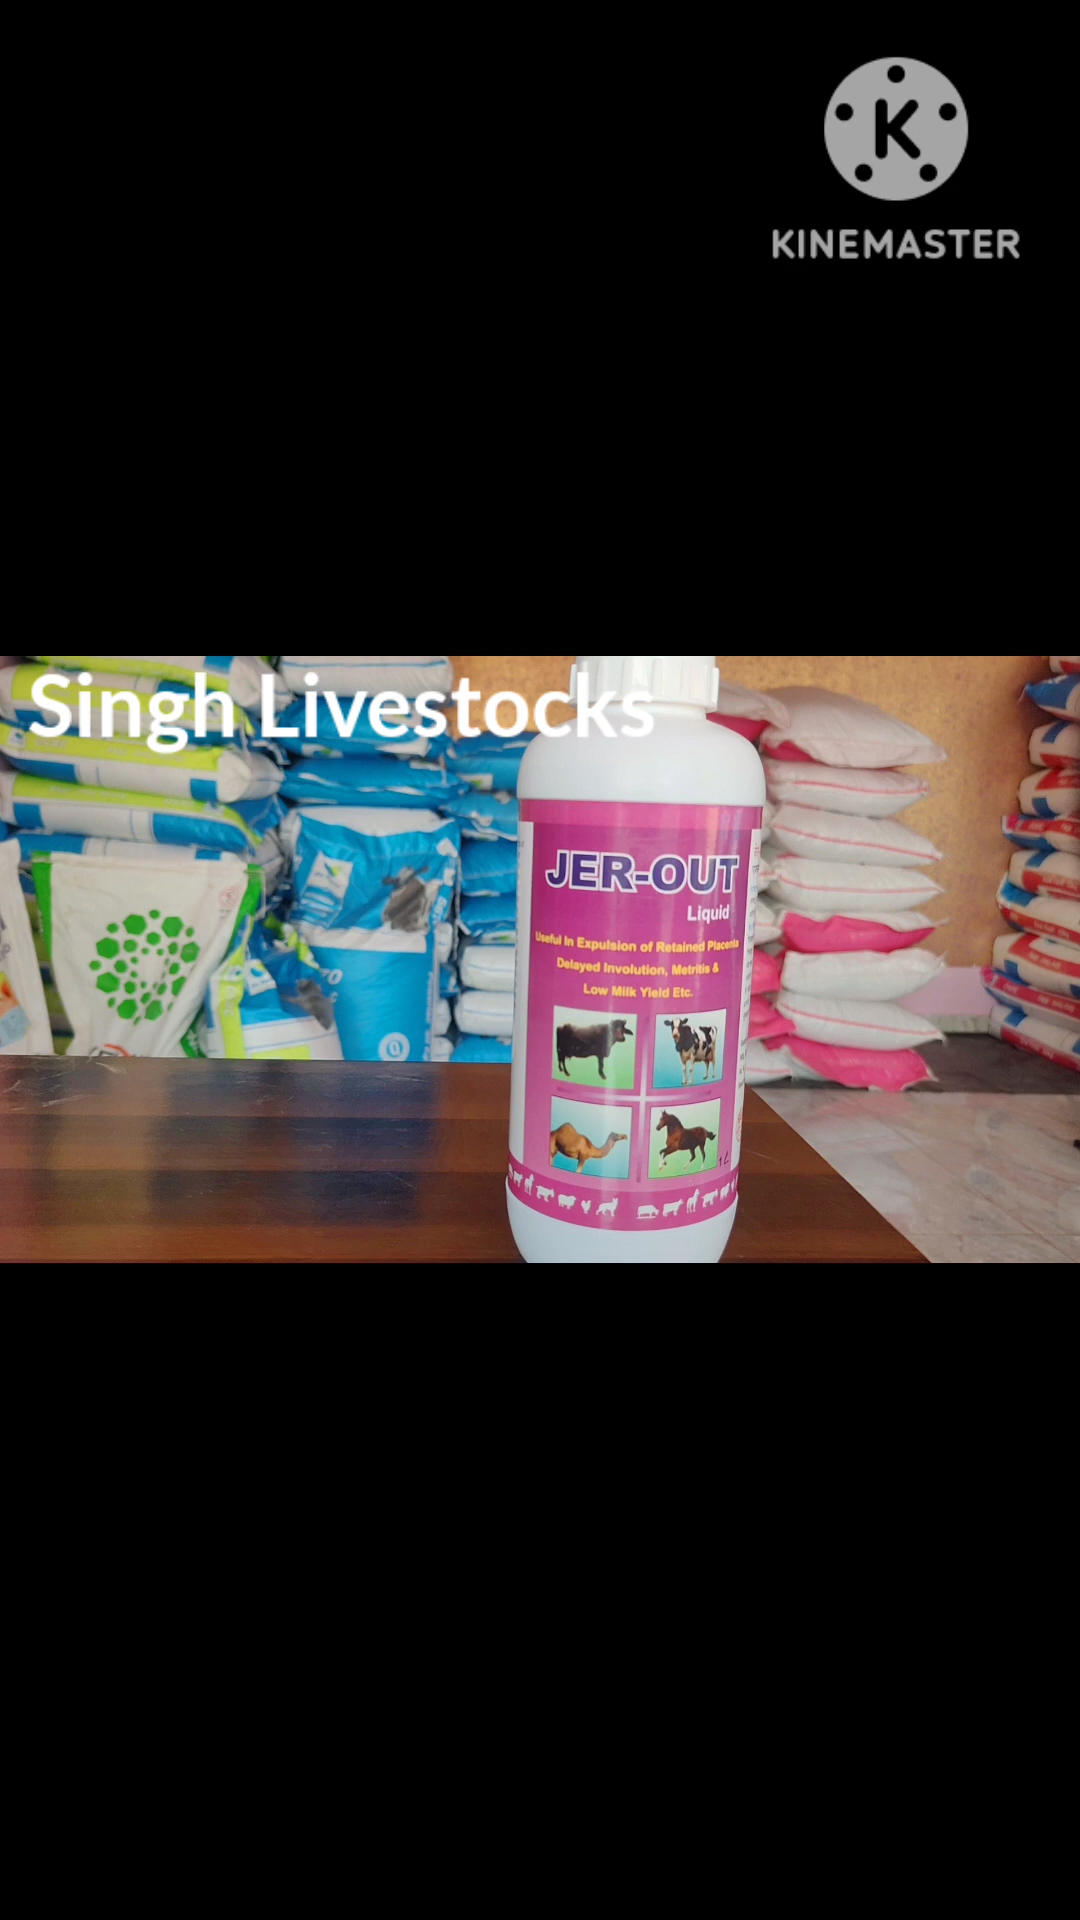 K
KINEMASTER
Singh Livestocks
JER-OUT
Liquid
Useful In Expulsion of Retained Placenta
Delayed Involution, Metritis &
Low Milk Yield Etc.